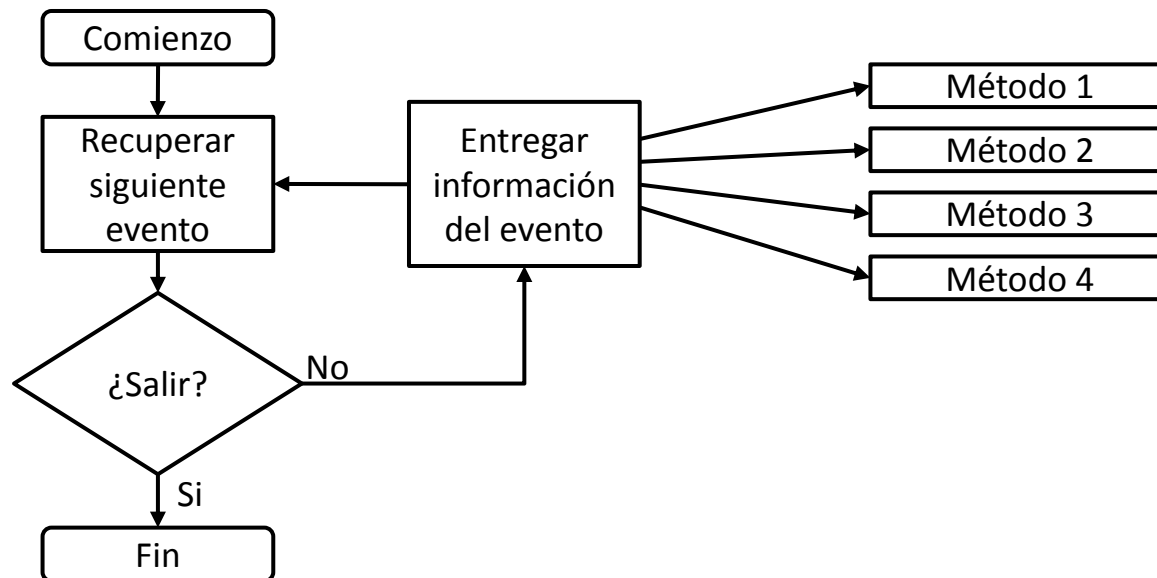 Comienzo
Recuperar
siguiente
evento
¿Salir?
No
Si
Fin
Entregar
información
del evento
Método 1
Método 2
Método 3
Método 4